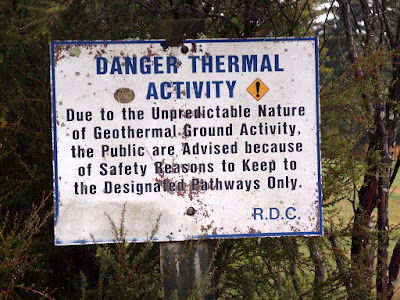 DANGER THERMAL
ACTIVITY !
Due to the Unpredictable Nature
of Geothermal Ground Activity,
the Public are Advised because
of Safety Reasons to Keep to
the Designated Pathways Only.
R.D.C.